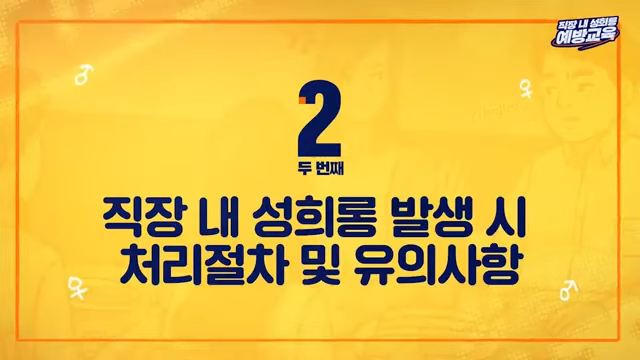 직장 내 성희롱
예방교육
2
두 번째
직장 내 성희롱 발생 시
처리절차 및 유의사항